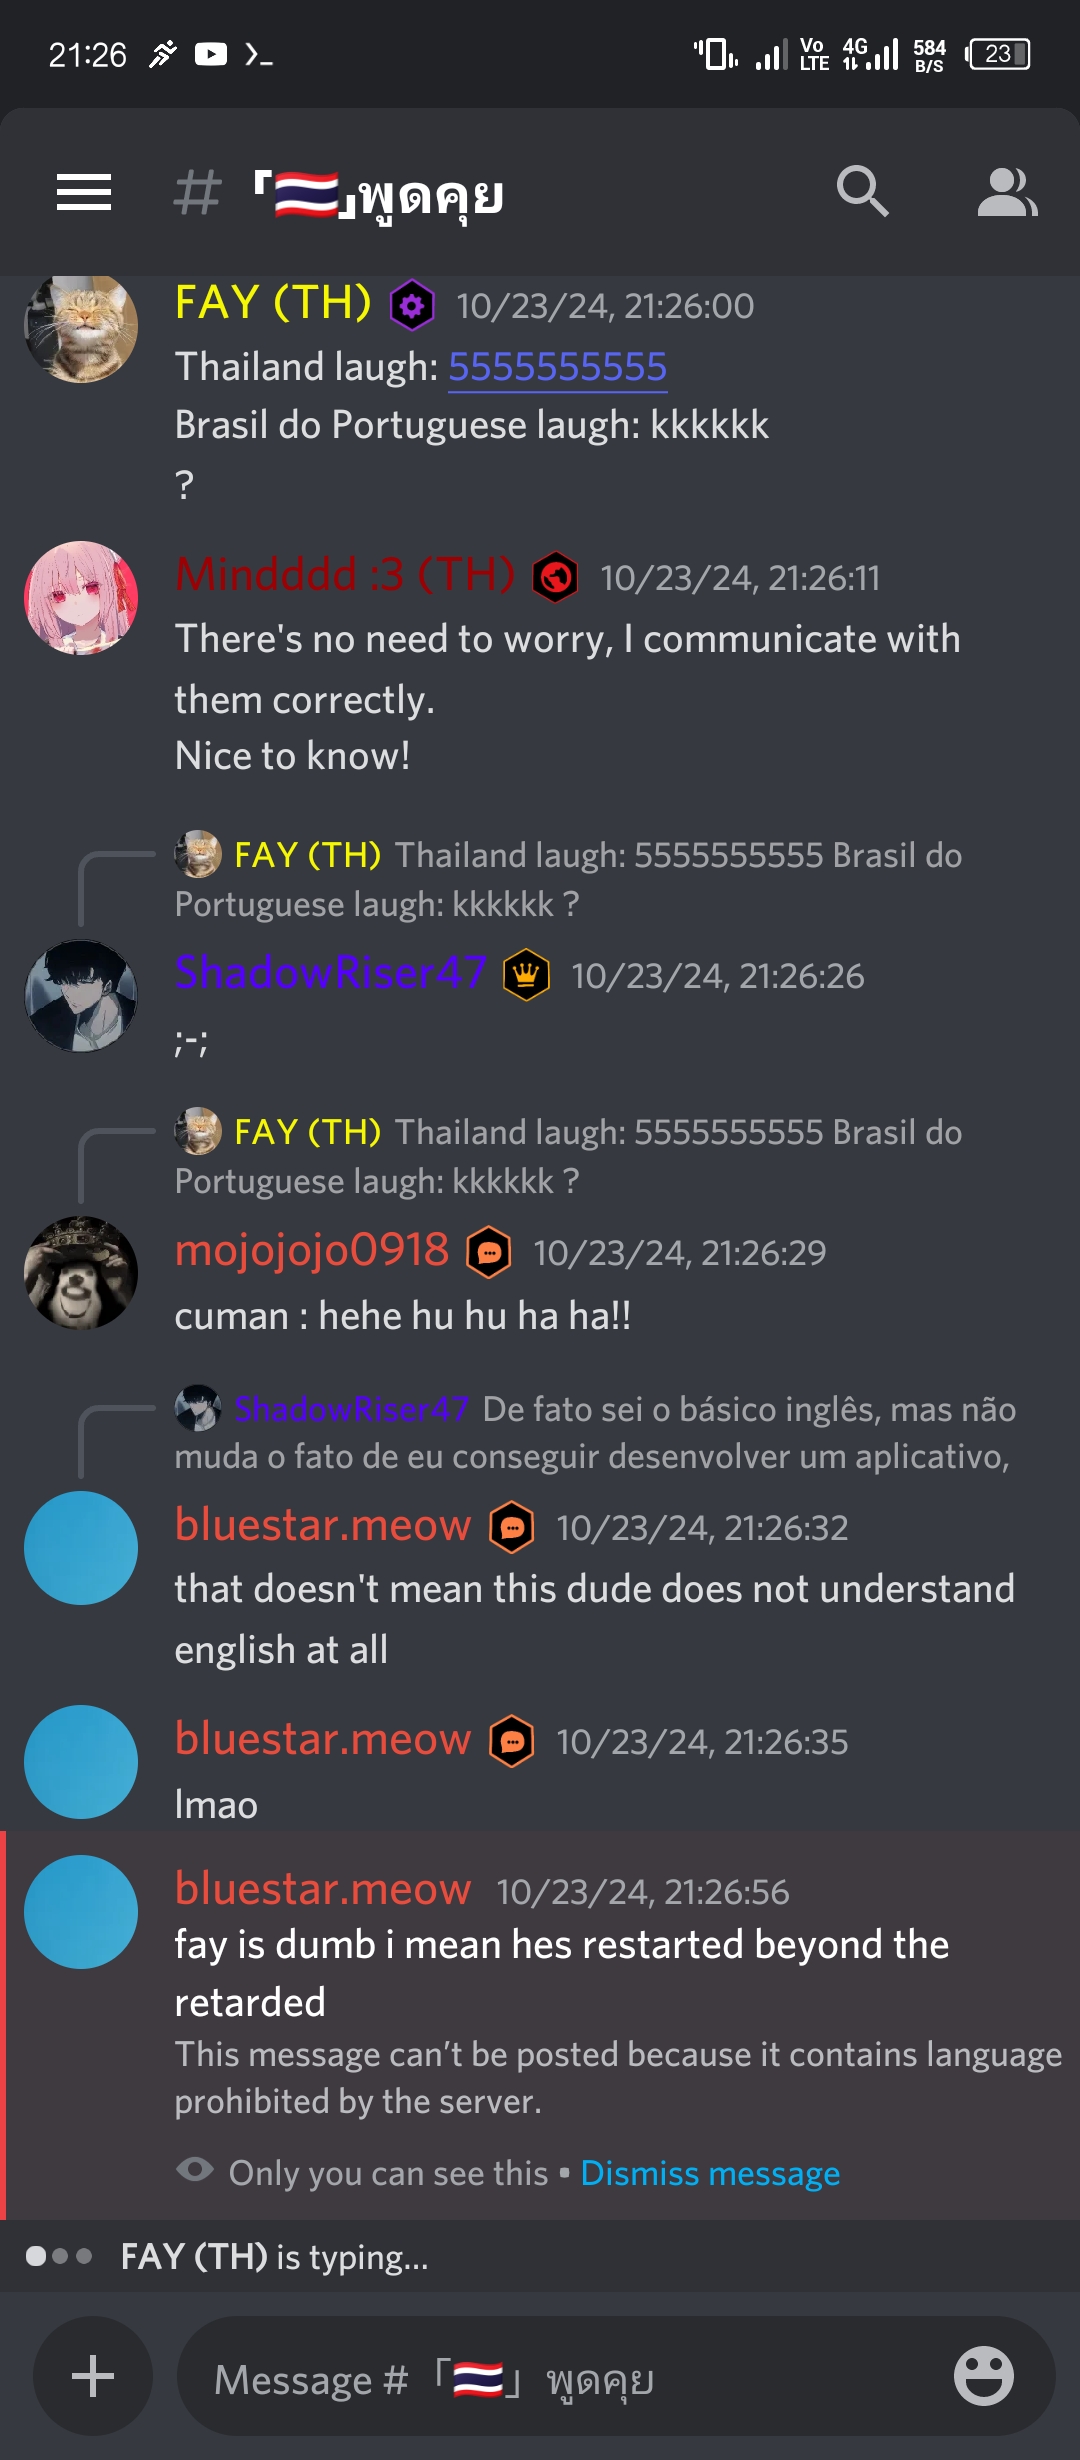 21:26
Vo LTE 4G 584 B/S 23
# 「🇹🇭」พูดคุย
FAY (TH) 10/23/24, 21:26:00
Thailand laugh: 5555555555
Brasil do Portuguese laugh: kkkkkk
?
Mindddd :3 (TH) 10/23/24, 21:26:11
There's no need to worry, I communicate with
them correctly.
Nice to know!
FAY (TH) Thailand laugh: 5555555555 Brasil do
Portuguese laugh: kkkkkk ?
ShadowRiser47 10/23/24, 21:26:26
;-;
FAY (TH) Thailand laugh: 5555555555 Brasil do
Portuguese laugh: kkkkkk ?
mojojojo0918 10/23/24, 21:26:29
cuman : hehe hu hu ha ha!!
ShadowRiser47 De fato sei o básico inglês, mas não
muda o fato de eu conseguir desenvolver um aplicativo,
bluestar.meow 10/23/24, 21:26:32
that doesn't mean this dude does not understand
english at all
bluestar.meow 10/23/24, 21:26:35
lmao
bluestar.meow 10/23/24, 21:26:56
fay is dumb i mean hes restarted beyond the
retarded
This message can't be posted because it contains language
prohibited by the server.
Only you can see this • Dismiss message
FAY (TH) is typing...
Message #「🇹🇭」พูดคุย